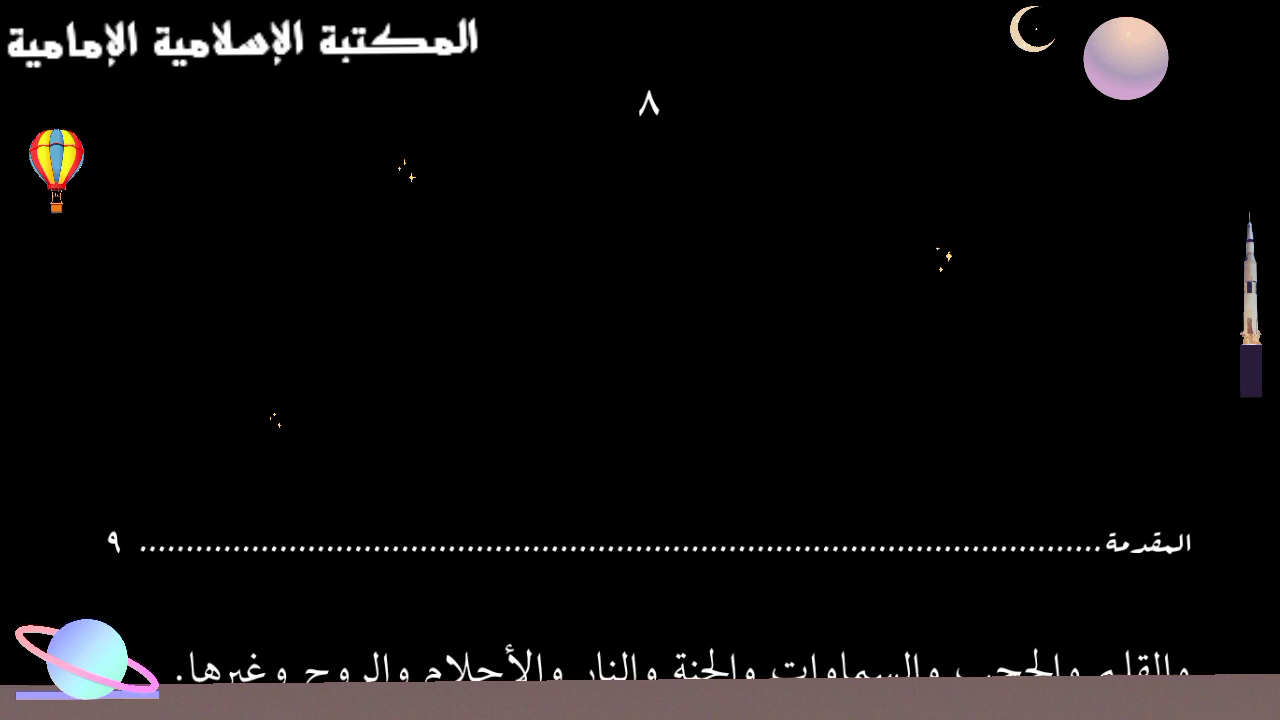 المكتبة الإسلامية الإمامية
٨
المقدمة .......................................................................................................... ٩
والقلم والحجب والسماوات والجنة والنار والأحلام والروح وغيرها.